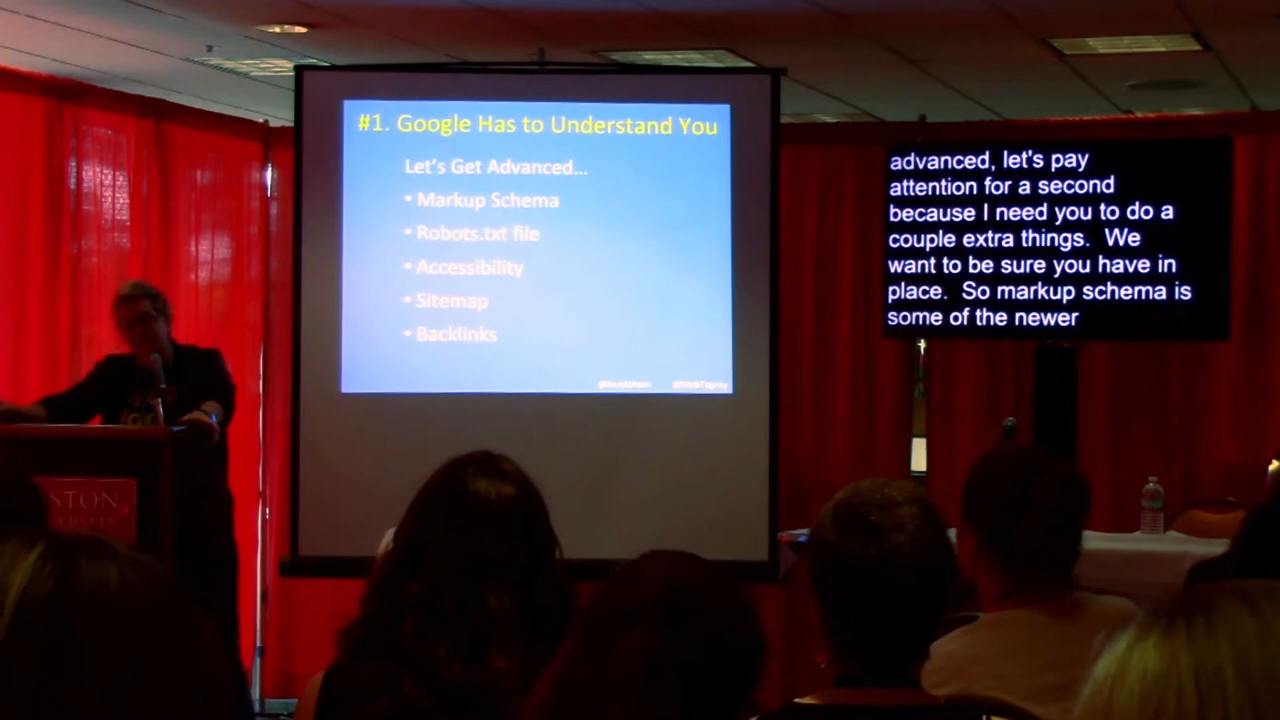 #1. Google Has to Understand You
Let's Get Advanced...
• Markup Schema
• Robots.txt file
• Accessibility
• Sitemap
• Backlinks
advanced, let's pay
attention for a second
because I need you to do a
couple extra things. We
want to be sure you have in
place. So markup schema is
some of the newer
STON